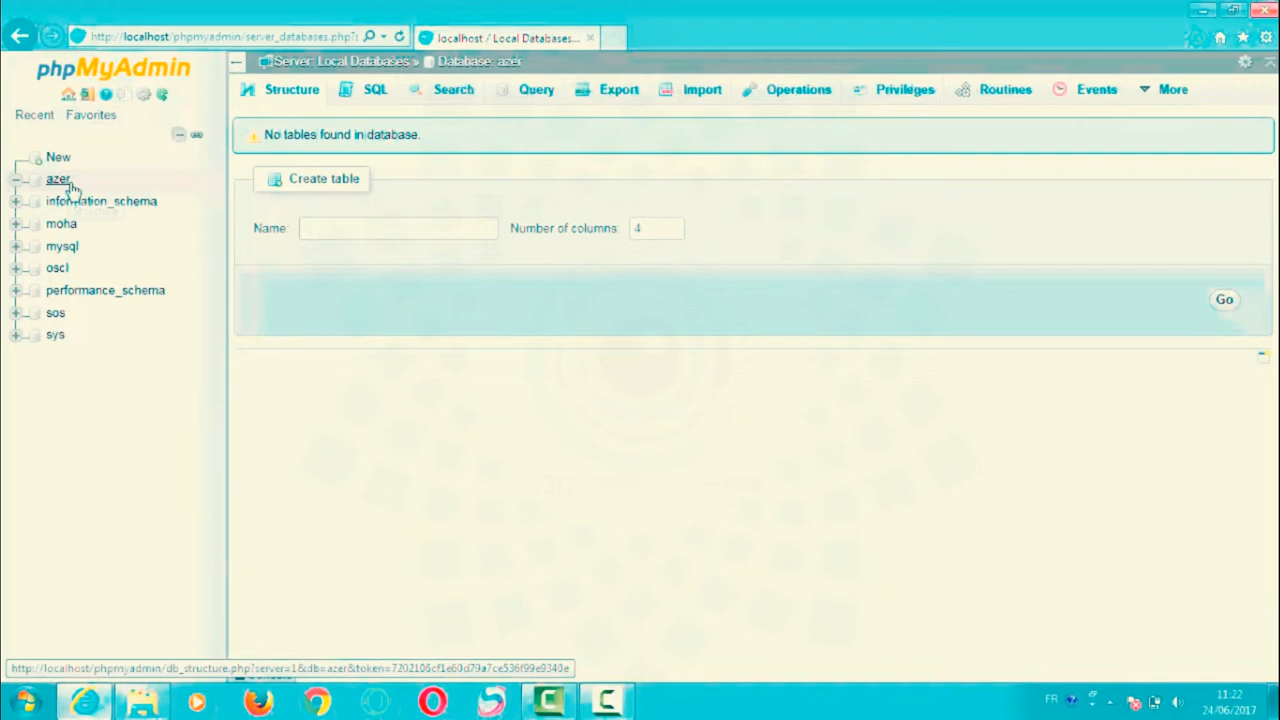 http://localhost/phpmyadmin/server_databases.php?s
localhost / Local Databases...
phpMyAdmin
Recent Favorites
New
azer
information_schema
moha
mysql
oscl
performance_schema
sos
sys
Server: Local Databases » Database: azer
Structure SQL Search Query Export Import Operations Privileges Routines Events More
No tables found in database.
Create table
Name: Number of columns: 4
Go
http://localhost/phpmyadmin/db_structure.php?server=1&db=azer&token=7202106cf1e60d79a7ce536f99e9340e
FR
11:22
24/06/2017